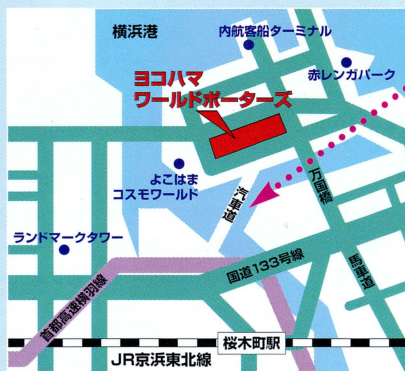 横浜港
内航客船ターミナル
赤レンガパーク
ヨコハマ
ワールドポーターズ
よこはま
コスモワールド
汽車道
万国橋
ランドマークタワー
国道133号線
馬車道
首都高速横羽線
桜木町駅
JR京浜東北線